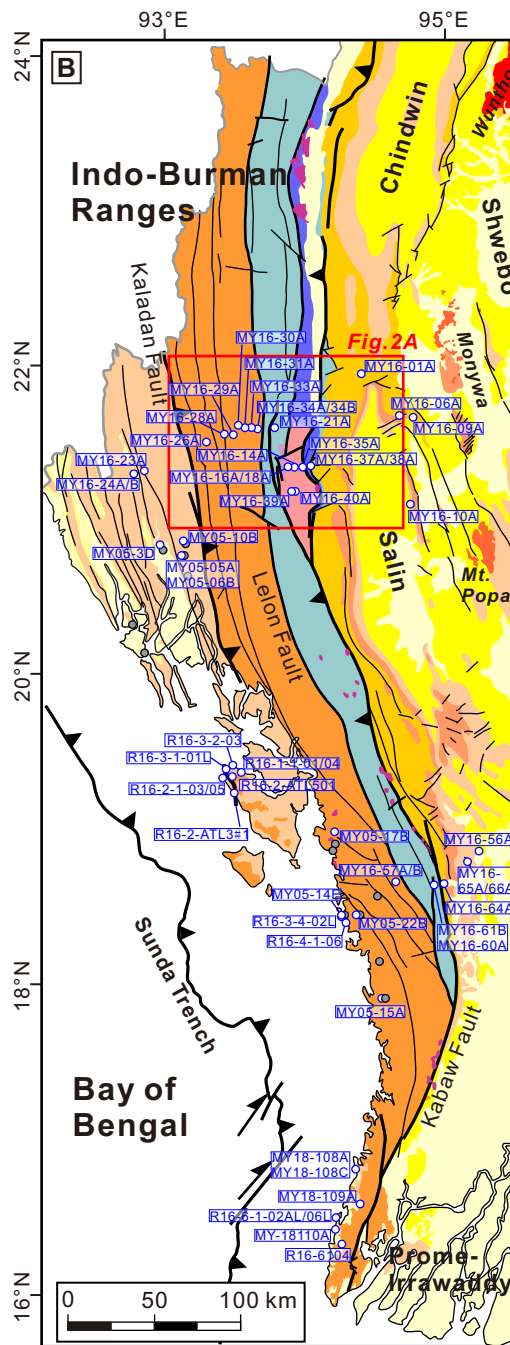 93°E
95°E
24°N
B
Chindwin
Wuntho
Indo-Burman
Ranges
Shwebo
Kaladan Fault
22°N
MY16-30A
Fig.2A
Monywa
MY16-31A
MY16-01A
MY16-29A
MY16-33A
MY16-06A
MY16-28A
MY16-34A/34B
MY16-09A
MY16-21A
MY16-26A
MY16-14A
MY16-35A
MY16-23A
MY16-37A/38A
MY16-24A/B
MY16-16A/18A
MY16-39A
MY16-40A
MY16-10A
MY05-10B
MY05-3D
Salin
MY05-05A
MY05-06B
Mt.
Popa
Lelon Fault
20°N
R16-3-2-03
R16-3-1-01L
R16-1-1-01/04
R16-2-1-03/05
R16-2-ATL501
R16-2-ATL3#1
MY05-17B
MY16-56A
MY16-57A/B
MY16-
65A/66A
MY05-14E
MY16-64A
R16-3-4-02L
MY05-22B
MY16-61B
R16-4-1-06
MY16-60A
Sunda Trench
18°N
MY05-15A
Kabaw Fault
Bay of
Bengal
MY18-108A
MY18-108C
MY18-109A
R16-6-1-02AL/06L
MY-18110A
R16-6104
Prome-
Irrawaddy
16°N
0 50 100 km